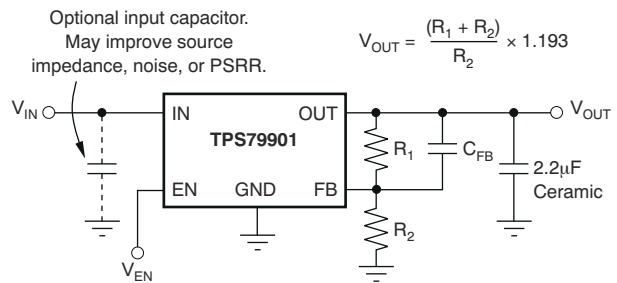 Optional input capacitor.
May improve source
impedance, noise, or PSRR.
V_OUT = (R_1 + R_2) / R_2 × 1.193
V_IN
IN
OUT
V_OUT
TPS79901
R_1
C_FB
2.2μF
Ceramic
EN
GND
FB
R_2
V_EN